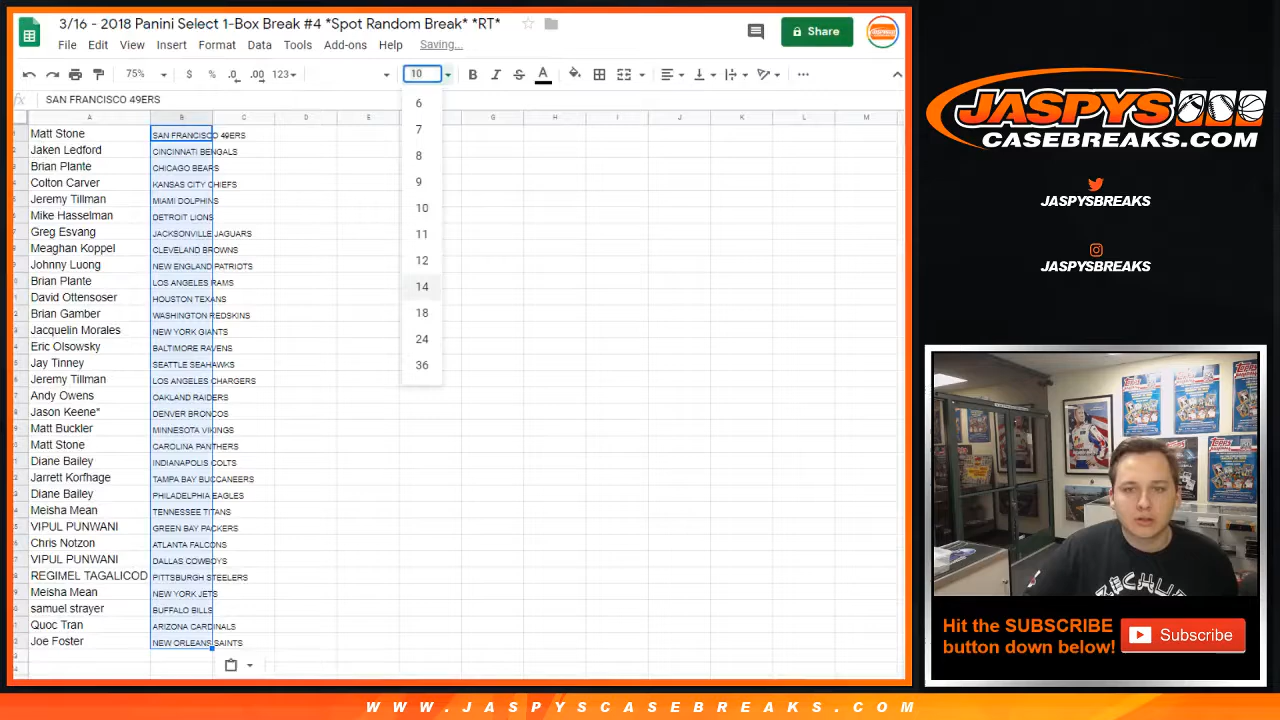 3/16 - 2018 Panini Select 1-Box Break #4 *Spot Random Break* *RT*
File Edit View Insert Format Data Tools Add-ons Help Saving...
Share
75% $ % .0 .00 123 10
SAN FRANCISCO 49ERS
A B C D E G H I J K L M
Matt Stone SAN FRANCISCO 49ERS
Jaken Ledford CINCINNATI BENGALS
Brian Plante CHICAGO BEARS
Colton Carver KANSAS CITY CHIEFS
Jeremy Tillman MIAMI DOLPHINS
Mike Hasselman DETROIT LIONS
Greg Esvang JACKSONVILLE JAGUARS
Meaghan Koppel CLEVELAND BROWNS
Johnny Luong NEW ENGLAND PATRIOTS
Brian Plante LOS ANGELES RAMS
David Ottensoser HOUSTON TEXANS
Brian Gamber WASHINGTON REDSKINS
Jacquelin Morales NEW YORK GIANTS
Eric Olsowsky BALTIMORE RAVENS
Jay Tinney SEATTLE SEAHAWKS
Jeremy Tillman LOS ANGELES CHARGERS
Andy Owens OAKLAND RAIDERS
Jason Keene" DENVER BRONCOS
Matt Buckler MINNESOTA VIKINGS
Matt Stone CAROLINA PANTHERS
Diane Bailey INDIANAPOLIS COLTS
Jarrett Korfhage TAMPA BAY BUCCANEERS
Diane Bailey PHILADELPHIA EAGLES
Meisha Mean TENNESSEE TITANS
VIPUL PUNWANI GREEN BAY PACKERS
Chris Notzon ATLANTA FALCONS
VIPUL PUNWANI DALLAS COWBOYS
REGIMEL TAGALICOD PITTSBURGH STEELERS
Meisha Mean NEW YORK JETS
samuel strayer BUFFALO BILLS
Quoc Tran ARIZONA CARDINALS
Joe Foster NEW ORLEANS SAINTS
6
7
8
9
10
11
12
14
18
24
36
JASPYS
CASEBREAKS.COM
JASPYSBREAKS
JASPYSBREAKS
Hit the SUBSCRIBE
button down below!
Subscribe
WWW.JASPYSCASEBREAKS.COM